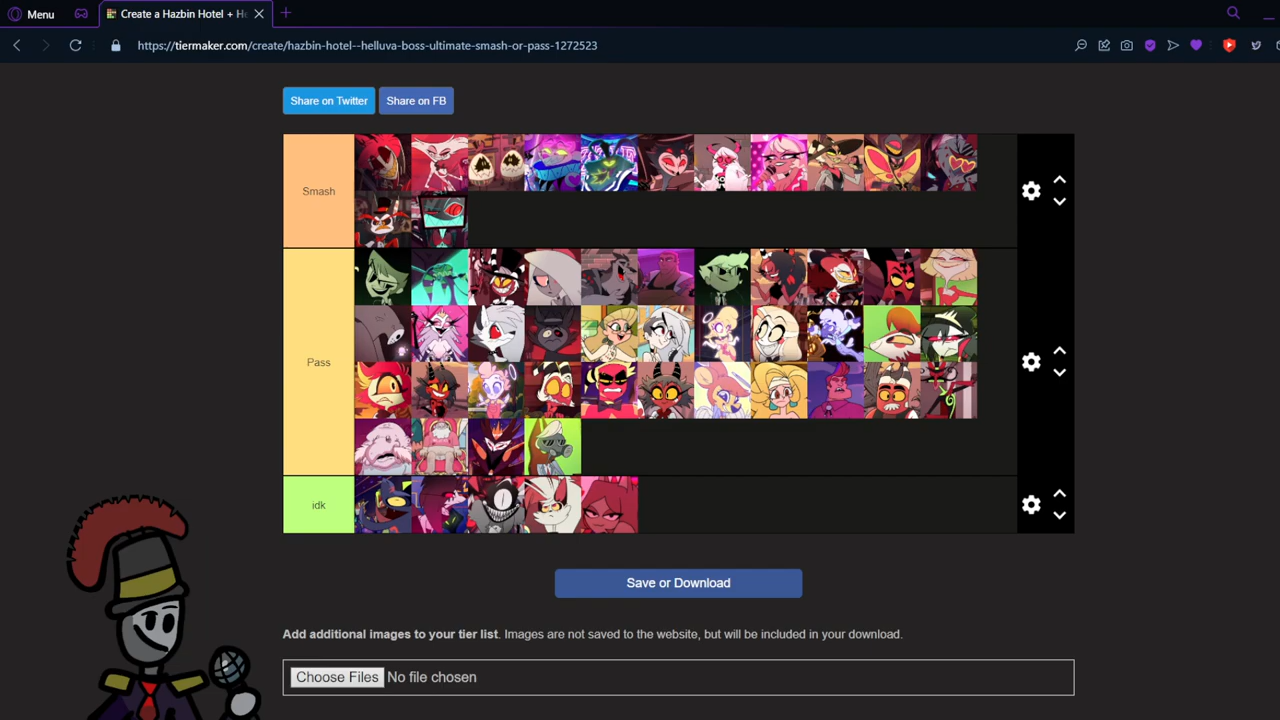 Menu
Create a Hazbin Hotel + He
https://tiermaker.com/create/hazbin-hotel--helluva-boss-ultimate-smash-or-pass-1272523
Share on Twitter
Share on FB
Smash
Pass
idk
Save or Download
Add additional images to your tier list. Images are not saved to the website, but will be included in your download.
Choose Files No file chosen